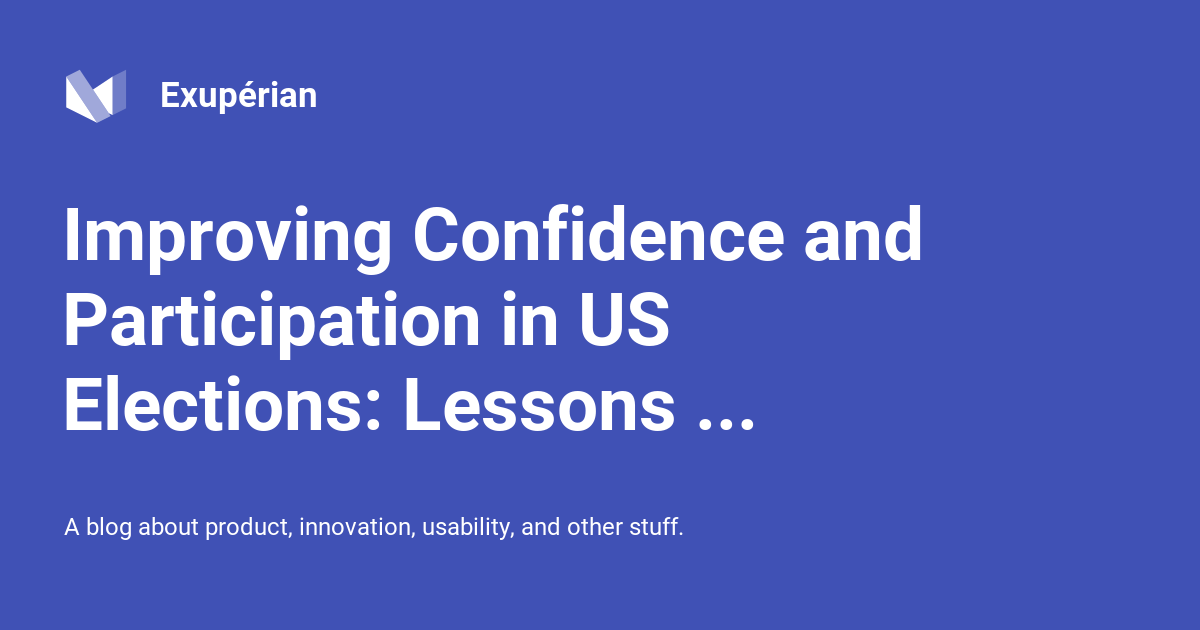 Exupérian
Improving Confidence and
Participation in US
Elections: Lessons ...
A blog about product, innovation, usability, and other stuff.